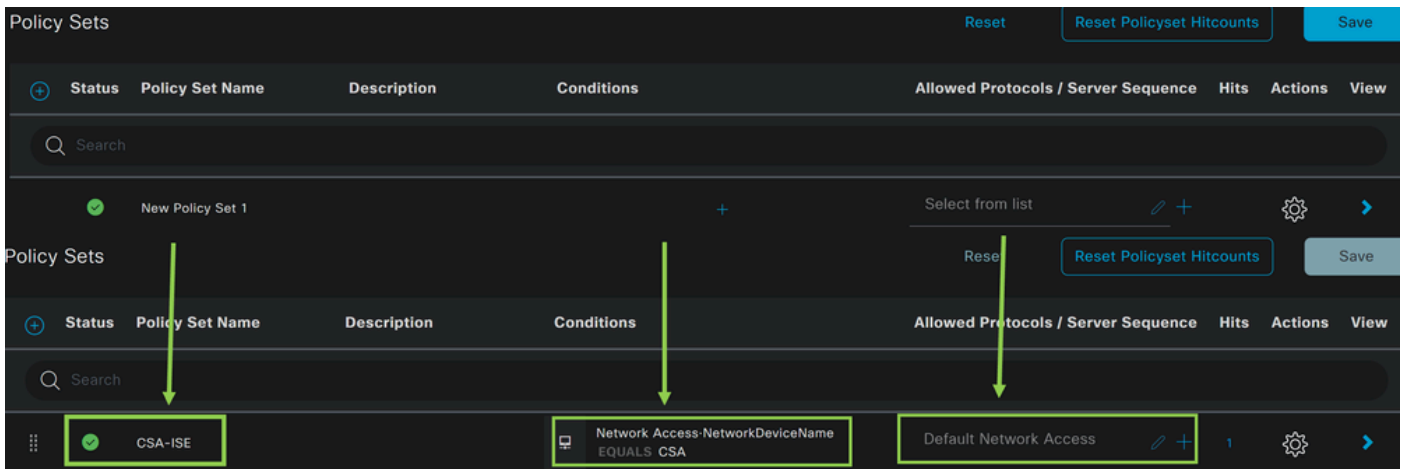 Policy Sets Reset Reset Policyset Hitcounts Save
Status Policy Set Name Description Conditions Allowed Protocols / Server Sequence Hits Actions View
Search
New Policy Set 1 Select from list
Policy Sets Rese Reset Policyset Hitcounts Save
Status Policy Set Name Description Conditions Allowed Protocols / Server Sequence Hits Actions View
Search
CSA-ISE Network Access·NetworkDeviceName Default Network Access 1
EQUALS CSA